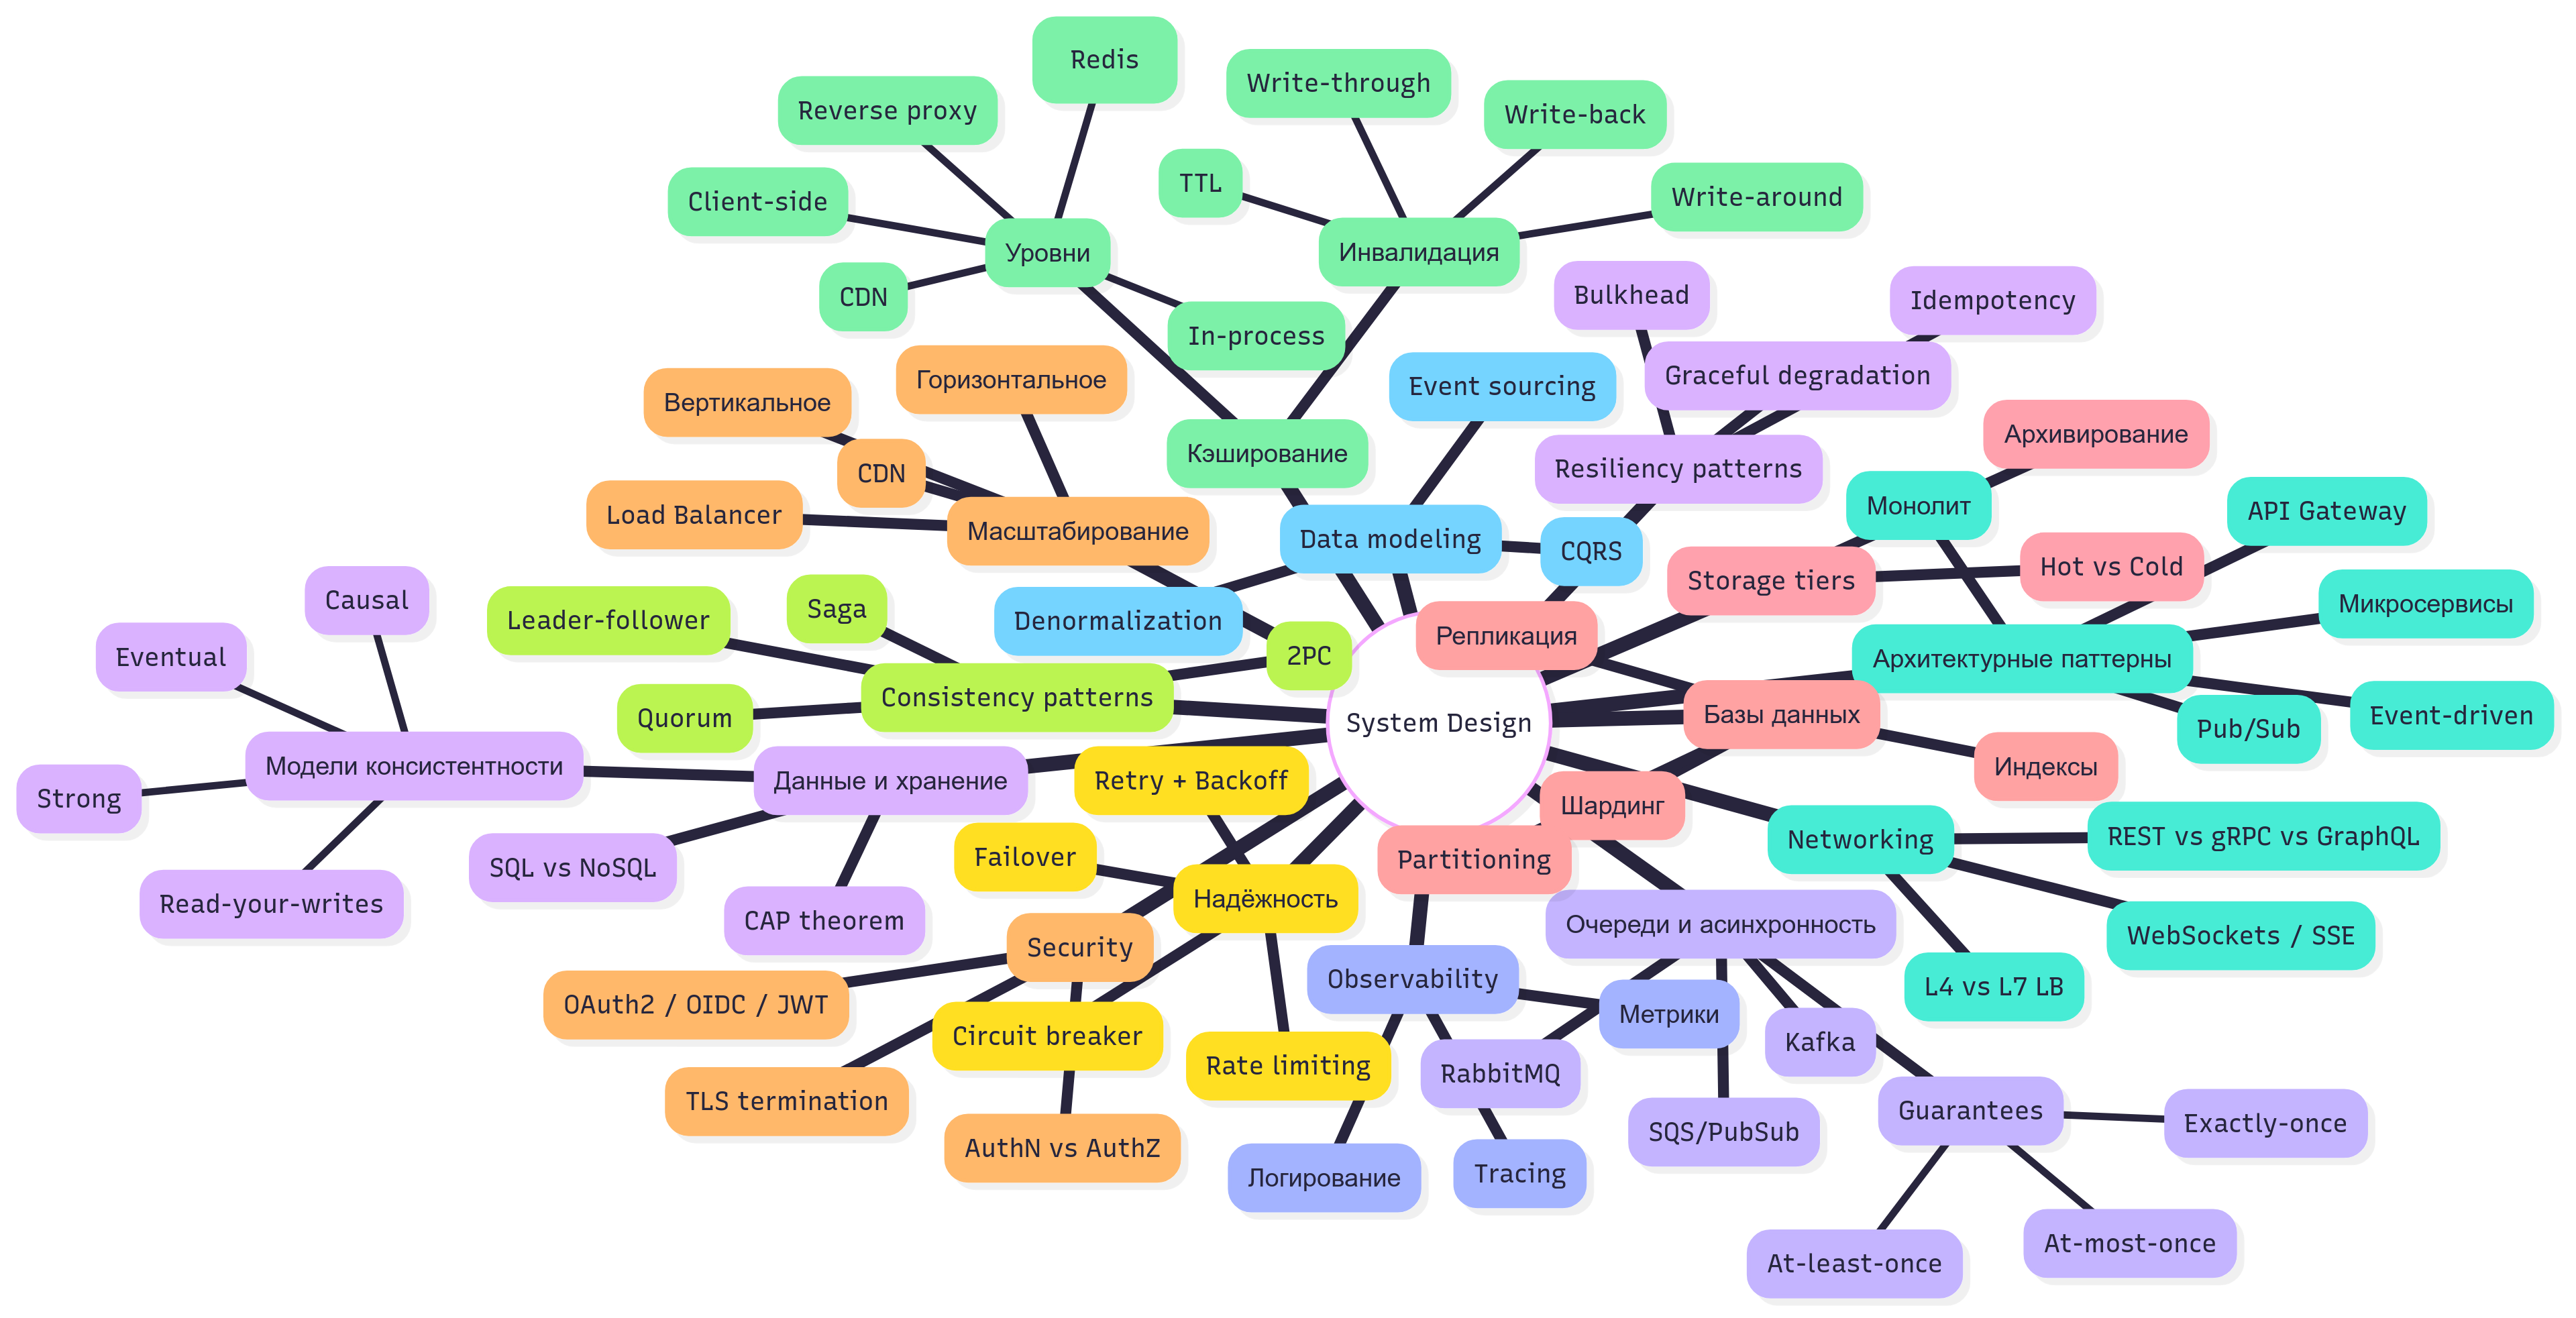 Redis
Write-through
Reverse proxy
Write-back
TTL
Write-around
Client-side
Уровни
Инвалидация
CDN
Bulkhead
Idempotency
In-process
Горизонтальное
Event sourcing
Graceful degradation
Вертикальное
Архивирование
Кэширование
Resiliency patterns
CDN
Монолит
API Gateway
Load Balancer
Масштабирование
Data modeling
CQRS
Storage tiers
Hot vs Cold
Causal
Saga
Микросервисы
Leader-follower
Denormalization
Репликация
Eventual
2PC
Архитектурные паттерны
Consistency patterns
Quorum
System Design
Базы данных
Pub/Sub
Event-driven
Модели консистентности
Данные и хранение
Retry + Backoff
Индексы
Strong
Шардинг
Networking
REST vs gRPC vs GraphQL
SQL vs NoSQL
Failover
Partitioning
Read-your-writes
CAP theorem
Надёжность
Очереди и асинхронность
WebSockets / SSE
Security
Observability
L4 vs L7 LB
OAuth2 / OIDC / JWT
Метрики
Circuit breaker
Kafka
Rate limiting
RabbitMQ
TLS termination
Guarantees
Exactly-once
SQS/PubSub
AuthN vs AuthZ
Логирование
Tracing
At-most-once
At-least-once